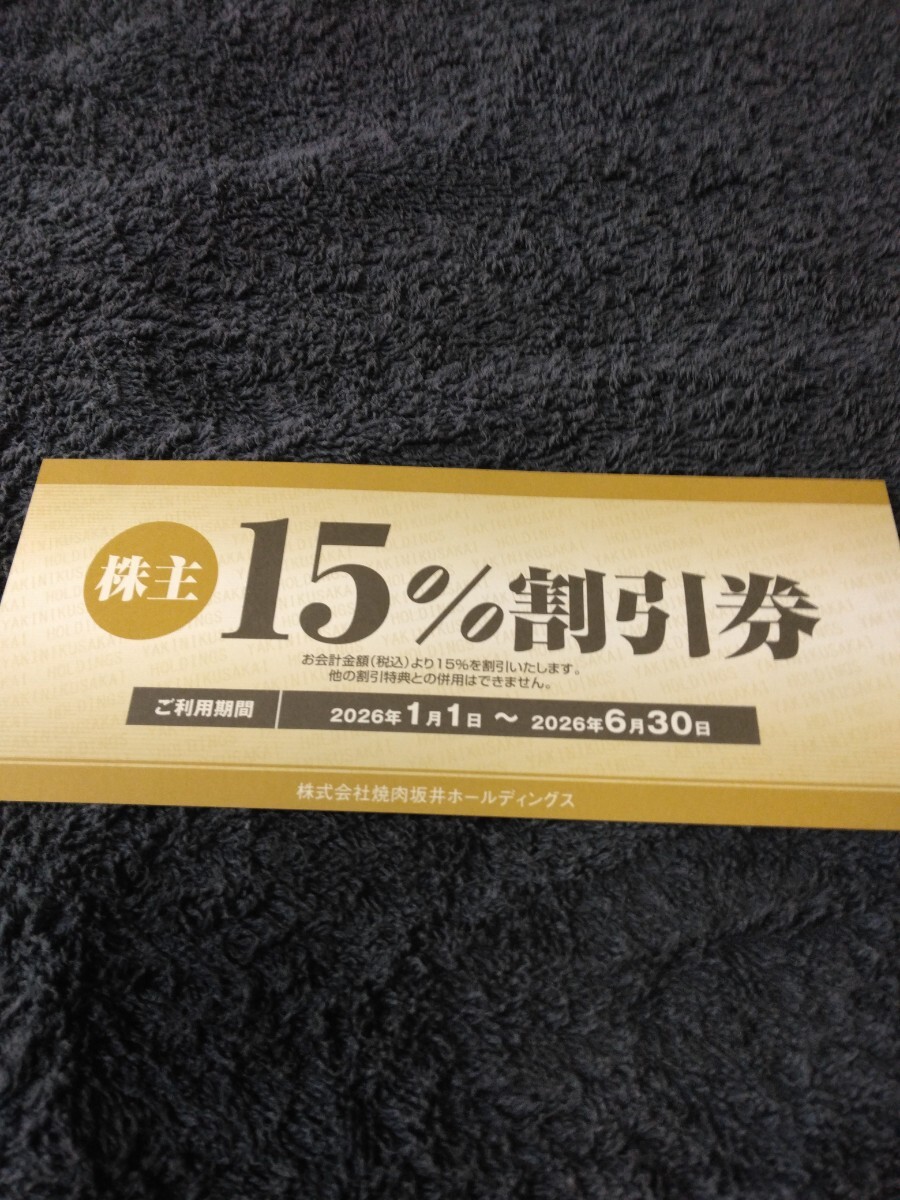 株主 15%割引券
お会計金額(税込)より15%を割引いたします。
他の割引特典との併用はできません。
ご利用期間 2026年1月1日 〜 2026年6月30日
株式会社焼肉坂井ホールディングス
YAKINIKUSAKAI HOLDINGS